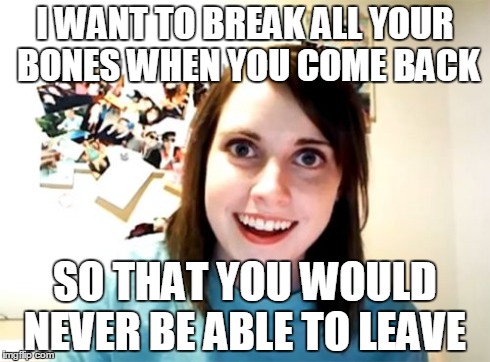 I WANT TO BREAK ALL YOUR
BONES WHEN YOU COME BACK
SO THAT YOU WOULD
NEVER BE ABLE TO LEAVE
imgflip.com